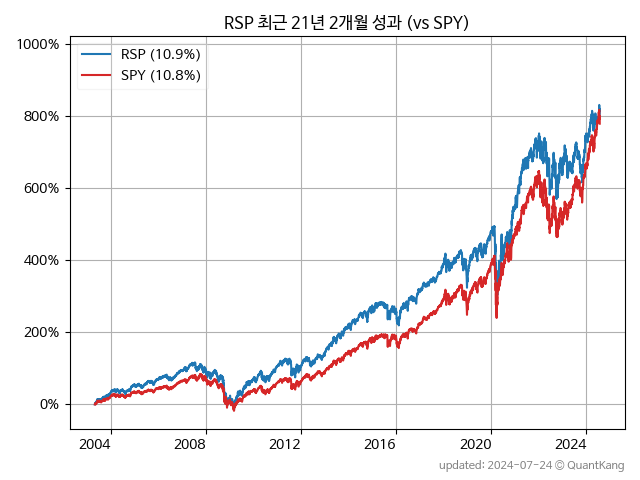 RSP 최근 21년 2개월 성과 (vs SPY)
1000%
RSP (10.9%)
SPY (10.8%)
800%
600%
400%
200%
0%
2004 2008 2012 2016 2020 2024
updated: 2024-07-24 @ QuantKang